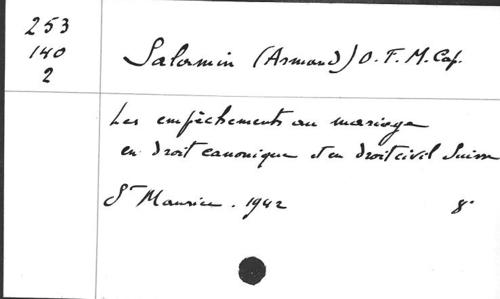 253
140
2
Salamin (Armand) O. F. M. Cap.
Les empêchements au mariage
en droit canonique et en droit civil Suisse
St Maurice. 1942 8°